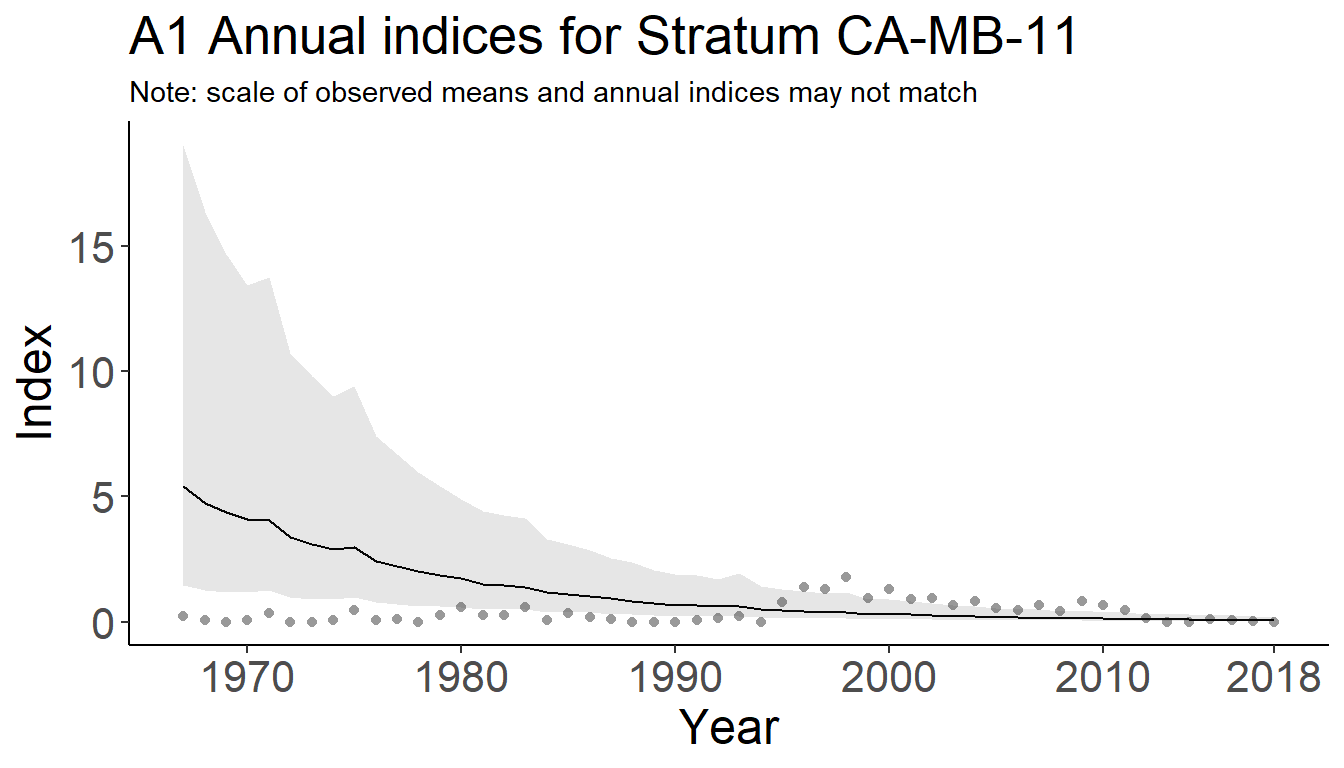 A1 Annual indices for Stratum CA-MB-11
Note: scale of observed means and annual indices may not match
Index
15
10
5
0
1970 1980 1990 2000 2010 2018
Year